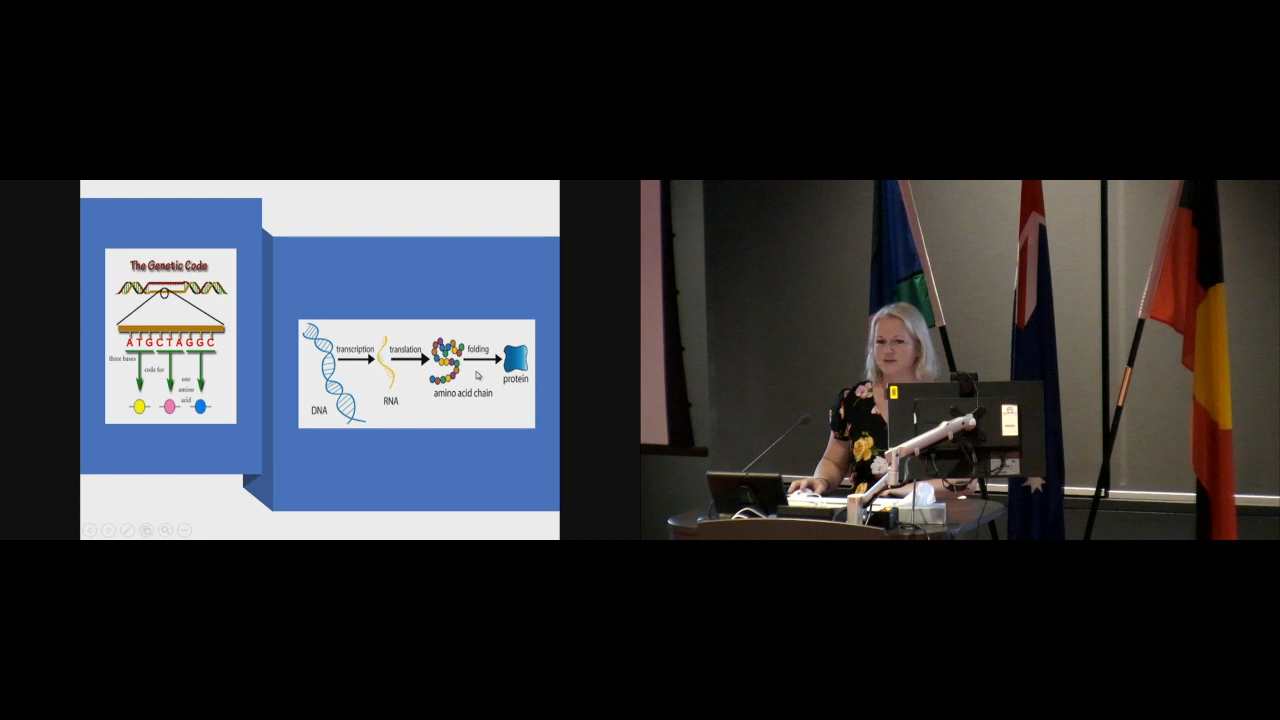 The Genetic Code
ATGCTAGGC
three bases
code for
one
amino
acid
transcription
translation
folding
DNA
RNA
amino acid chain
protein